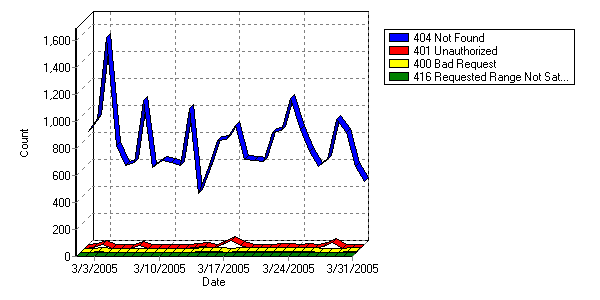 1,600
1,400
1,200
1,000
800
600
400
200
0
Count
3/3/2005 3/10/2005 3/17/2005 3/24/2005 3/31/2005
Date
404 Not Found
401 Unauthorized
400 Bad Request
416 Requested Range Not Sat...